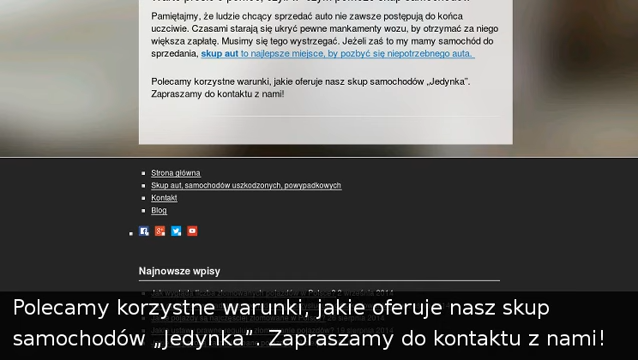 Pamiętajmy, że ludzie chcący sprzedać auto nie zawsze postępują do końca
uczciwie. Czasami starają się ukryć pewne mankamenty wozu, by otrzymać za niego
większa zapłatę. Musimy się tego wystrzegać. Jeżeli zaś to my mamy samochód do
sprzedania, skup aut to najlepsze miejsce, by pozbyć się niepotrzebnego auta.
Polecamy korzystne warunki, jakie oferuje nasz skup samochodów „Jedynka”.
Zapraszamy do kontaktu z nami!
Strona główna
Skup aut, samochodów uszkodzonych, powypadkowych
Kontakt
Blog
Najnowsze wpisy
Polecamy korzystne warunki, jakie oferuje nasz skup
samochodów „Jedynka”. Zapraszamy do kontaktu z nami!